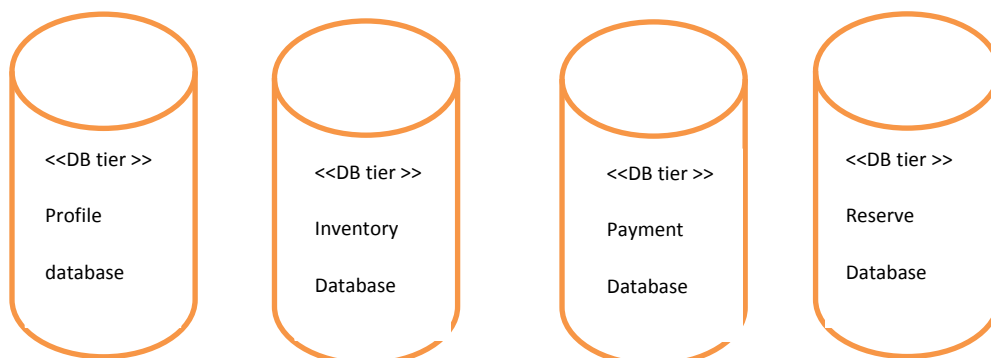 <<DB tier >>
Profile
database
<<DB tier >>
Inventory
Database
<<DB tier >>
Payment
Database
<<DB tier >>
Reserve
Database